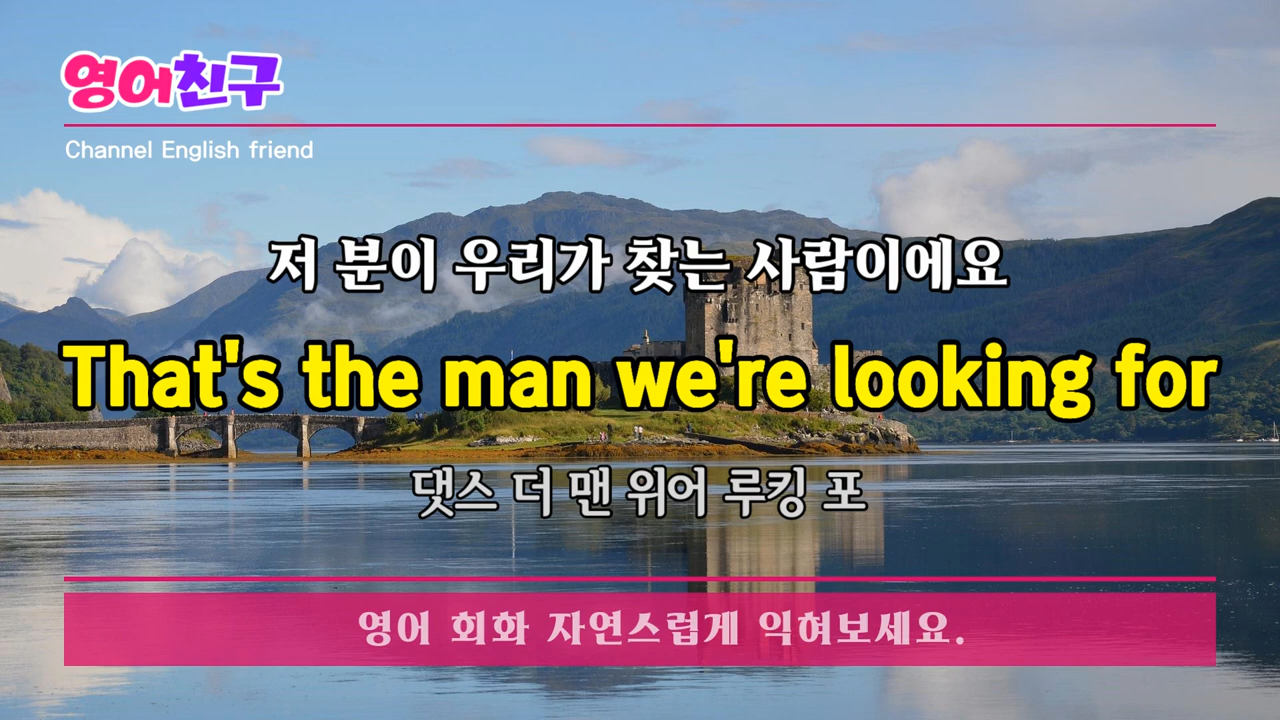 영어친구
Channel English friend
저 분이 우리가 찾는 사람이에요
That's the man we're looking for
댓스 더 맨 위어 루킹 포
영어 회화 자연스럽게 익혀보세요.